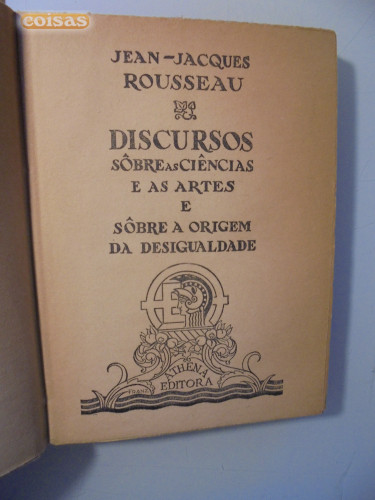 coisas
JEAN-JACQUES
ROUSSEAU
DISCURSOS
SÔBRE AS CIÊNCIAS
E AS ARTES
E
SÔBRE A ORIGEM
DA DESIGUALDADE
ATHENA
EDITORA